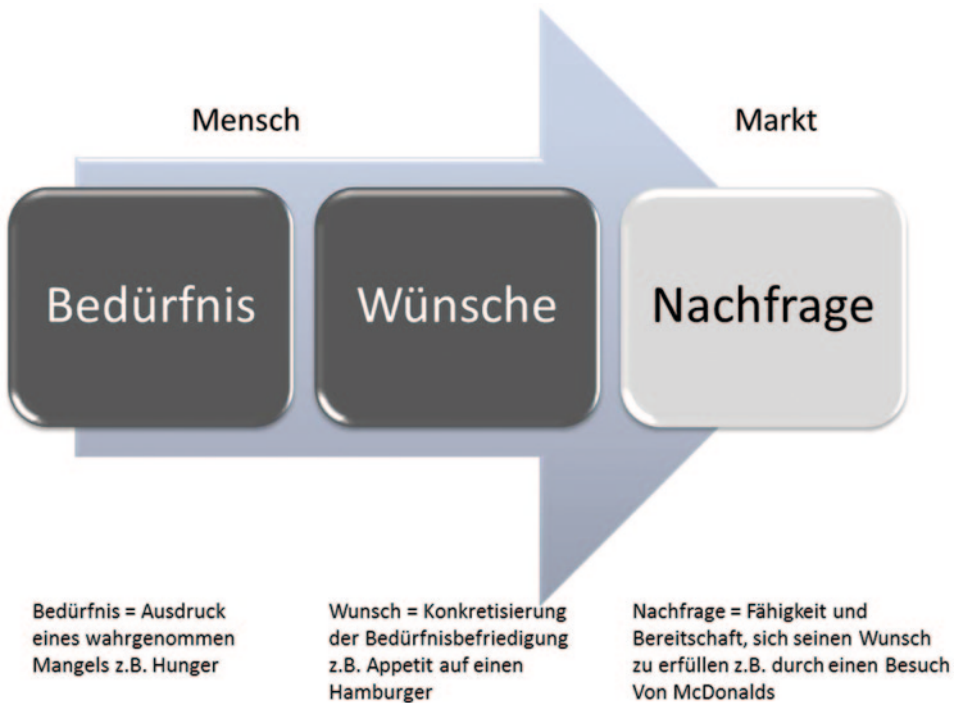 Mensch
Markt
Bedürfnis
Wünsche
Nachfrage
Bedürfnis = Ausdruck
eines wahrgenommen
Mangels z.B. Hunger
Wunsch = Konkretisierung
der Bedürfnisbefriedigung
z.B. Appetit auf einen
Hamburger
Nachfrage = Fähigkeit und
Bereitschaft, sich seinen Wunsch
zu erfüllen z.B. durch einen Besuch
Von McDonalds